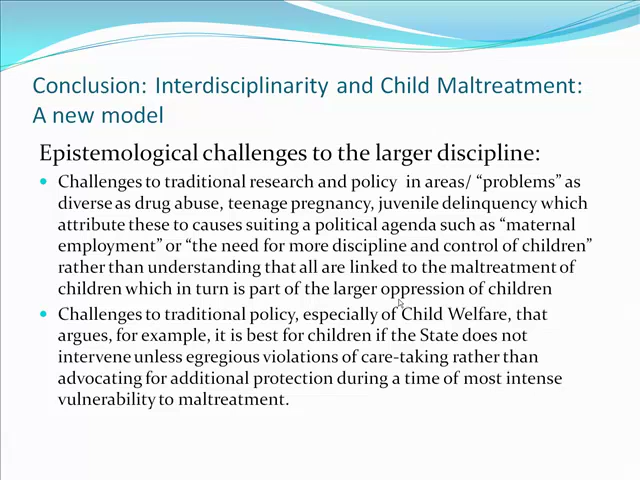 Conclusion: Interdisciplinarity and Child Maltreatment:
A new model
Epistemological challenges to the larger discipline:
• Challenges to traditional research and policy in areas/ “problems” as
diverse as drug abuse, teenage pregnancy, juvenile delinquency which
attribute these to causes suiting a political agenda such as “maternal
employment” or “the need for more discipline and control of children”
rather than understanding that all are linked to the maltreatment of
children which in turn is part of the larger oppression of children
• Challenges to traditional policy, especially of Child Welfare, that
argues, for example, it is best for children if the State does not
intervene unless egregious violations of care-taking rather than
advocating for additional protection during a time of most intense
vulnerability to maltreatment.